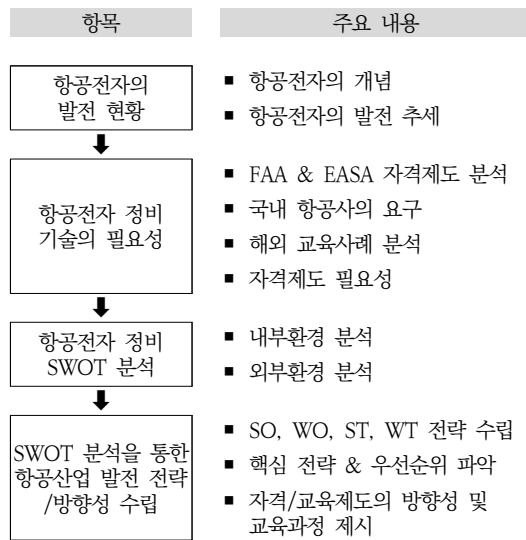 항목
주요 내용
항공전자의
발전 현황
▪ 항공전자의 개념
▪ 항공전자의 발전 추세
항공전자 정비
기술의 필요성
▪ FAA & EASA 자격제도 분석
▪ 국내 항공사의 요구
▪ 해외 교육사례 분석
▪ 자격제도 필요성
항공전자 정비
SWOT 분석
▪ 내부환경 분석
▪ 외부환경 분석
SWOT 분석을 통한
항공산업 발전 전략
/방향성 수립
▪ SO, WO, ST, WT 전략 수립
▪ 핵심 전략 & 우선순위 파악
▪ 자격/교육제도의 방향성 및
교육과정 제시